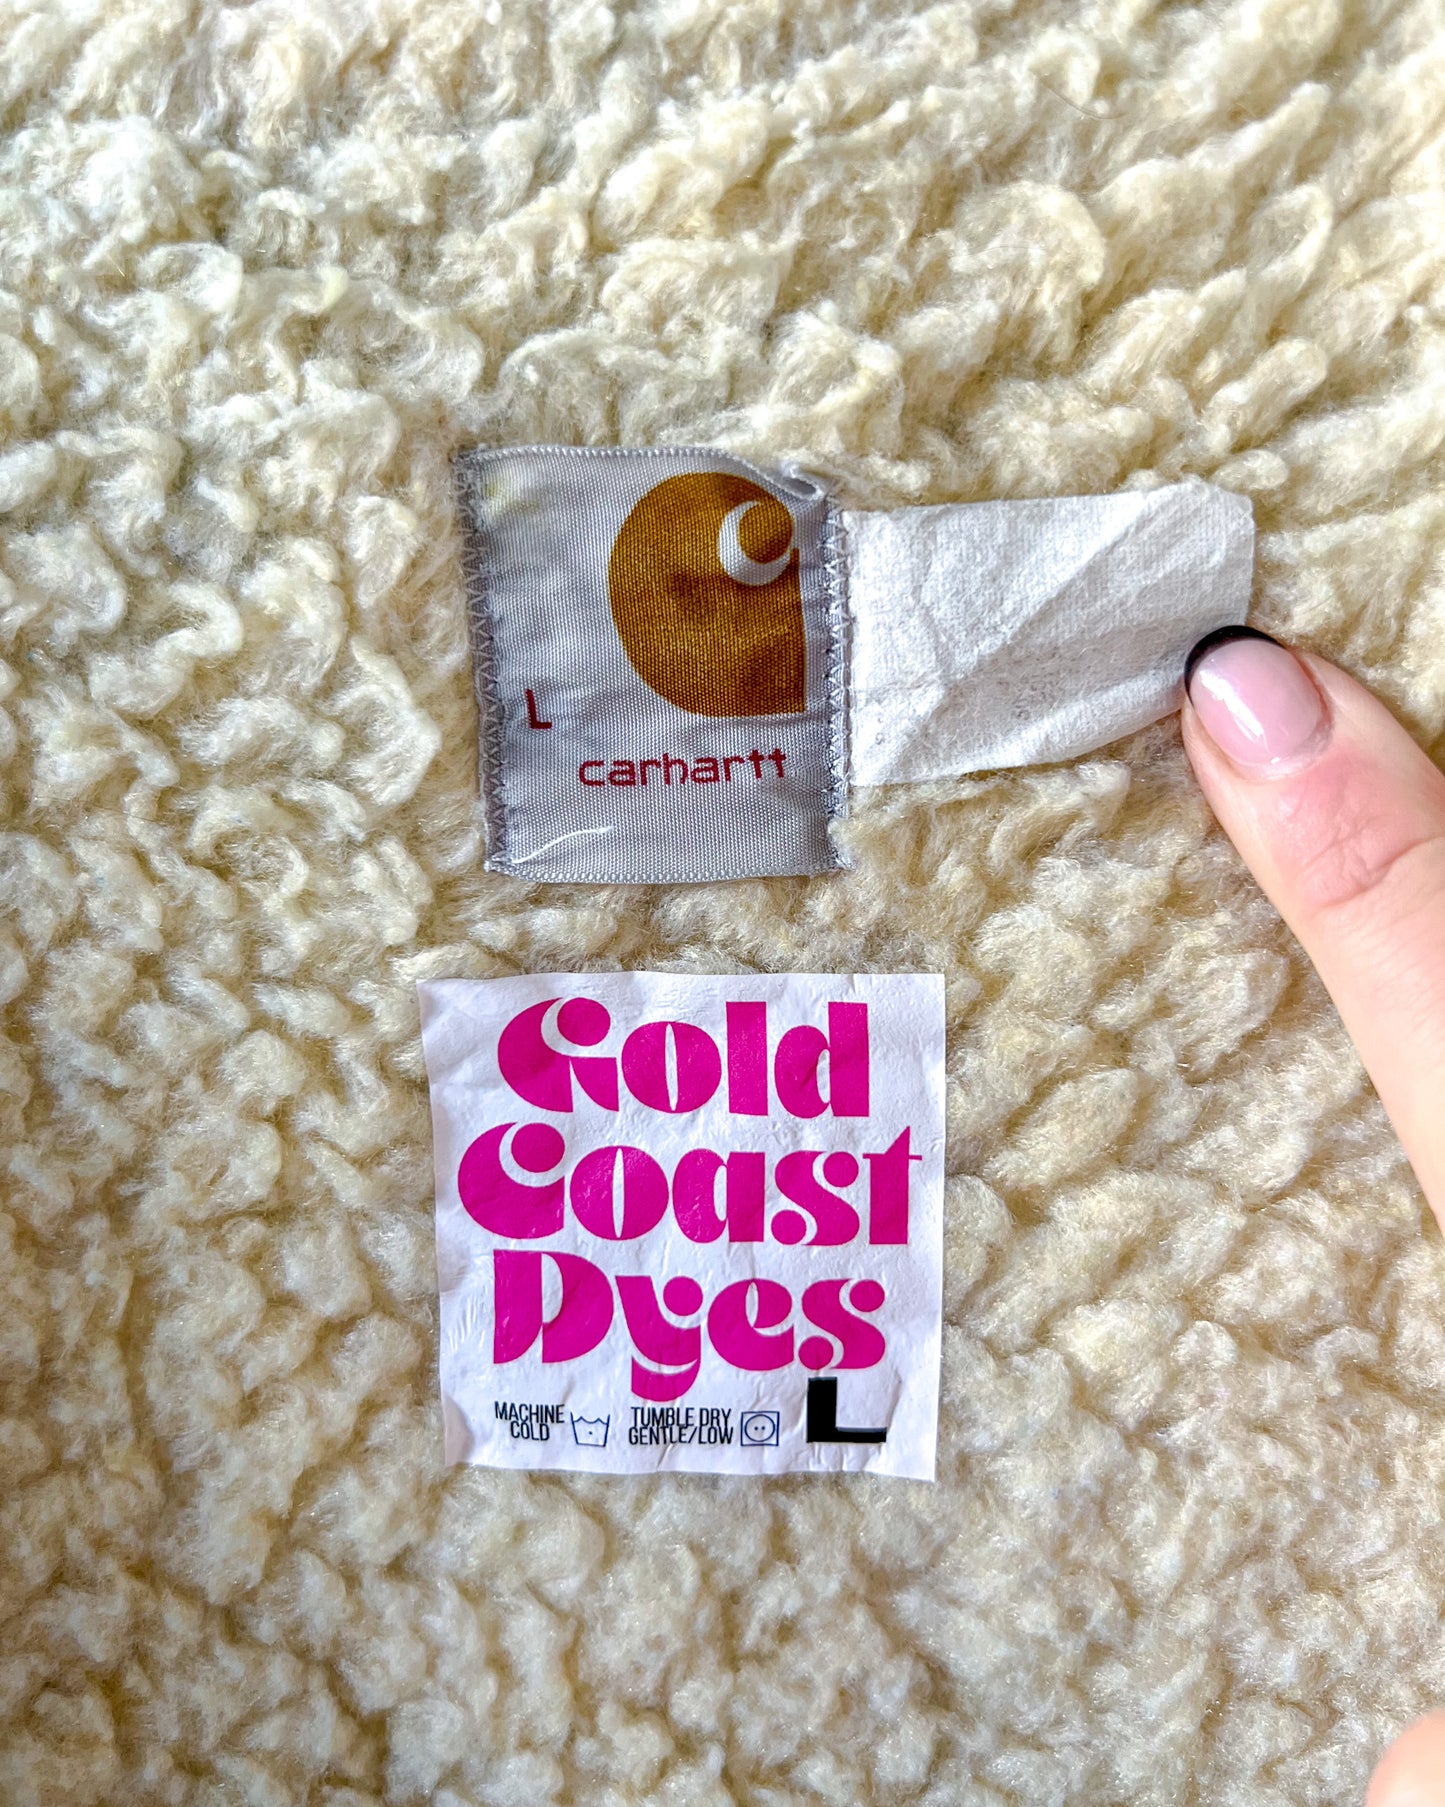 L
carhartt
Gold
Coast
Dyes
MACHINE
COLD
TUMBLE DRY
GENTLE/LOW
L